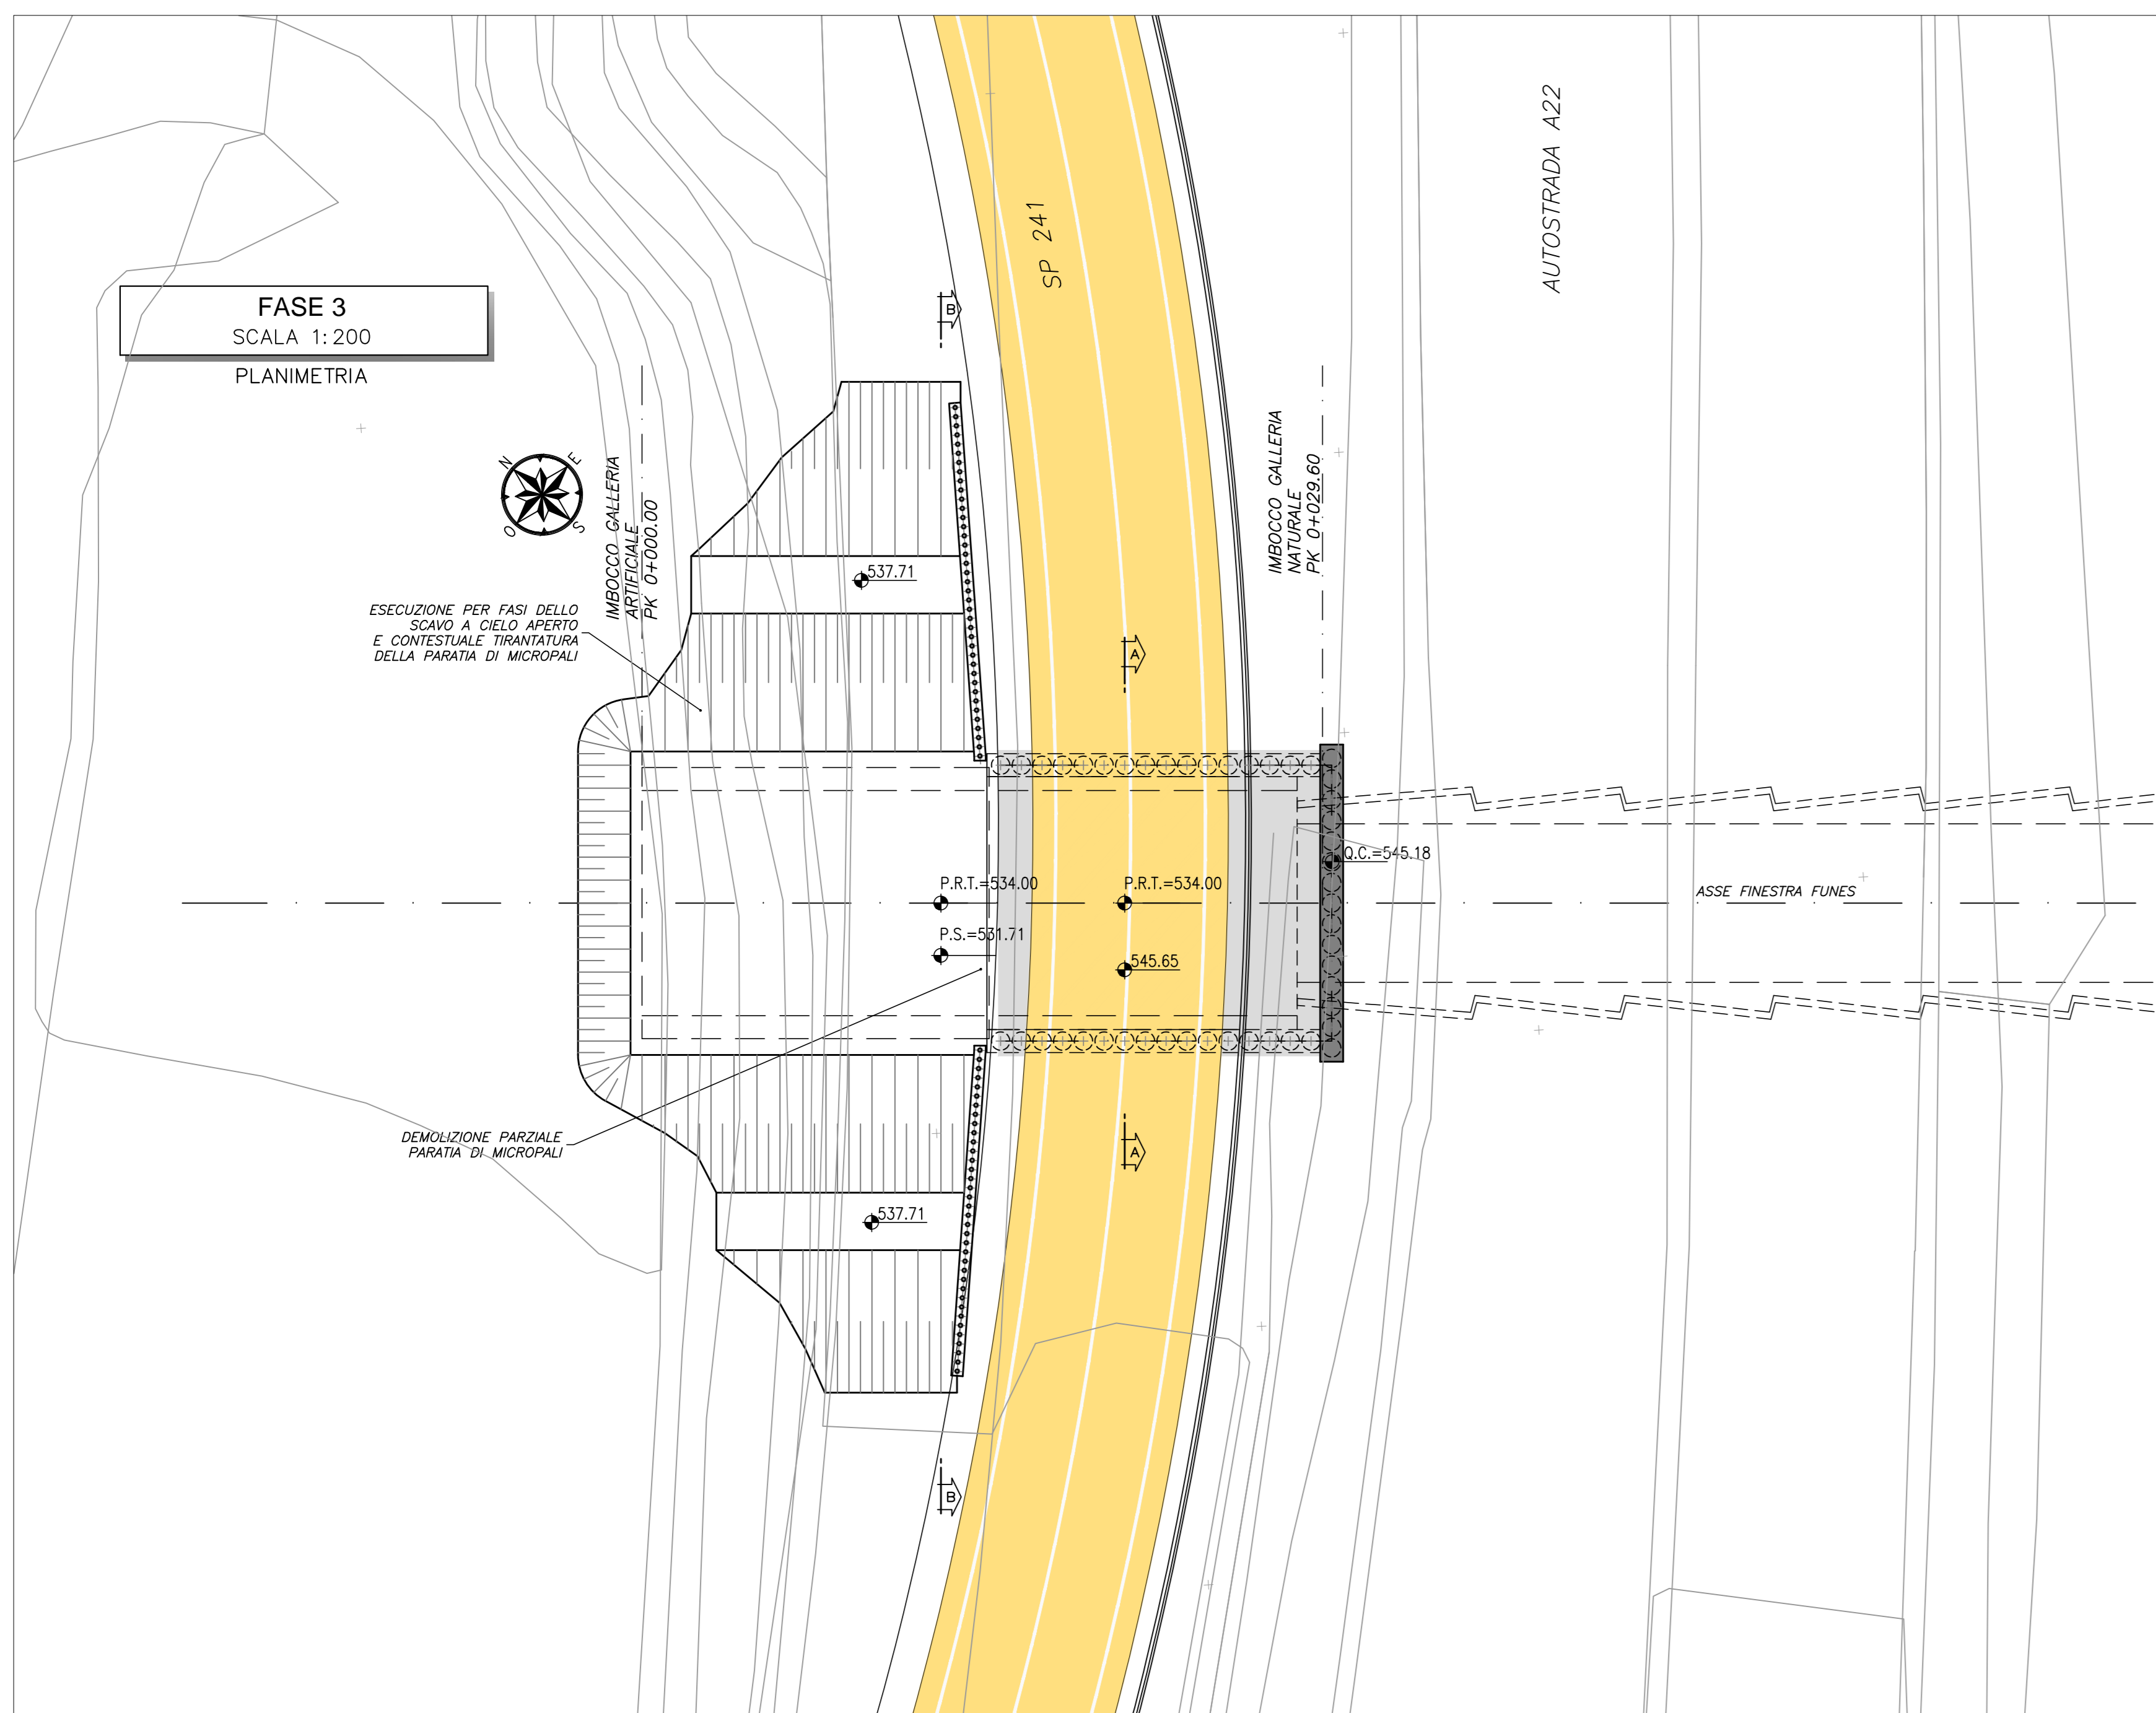 AUTOSTRADA A22
SP 241
FASE 3
SCALA 1:200
PLANIMETRIA
B
N
E
O
S
IMBOCCO GALLERIA
ARTIFICIALE
PK 0+000.00
IMBOCCO GALLERIA
NATURALE
PK 0+029.60
537.71
ESECUZIONE PER FASI DELLO
SCAVO A CIELO APERTO
E CONTESTUALE TIRANTATURA
DELLA PARATIA DI MICROPALI
A
Q.C.=545.18
P.R.T.=534.00
P.R.T.=534.00
ASSE FINESTRA FUNES
P.S.=531.71
545.65
DEMOLIZIONE PARZIALE
PARATIA DI MICROPALI
A
537.71
B